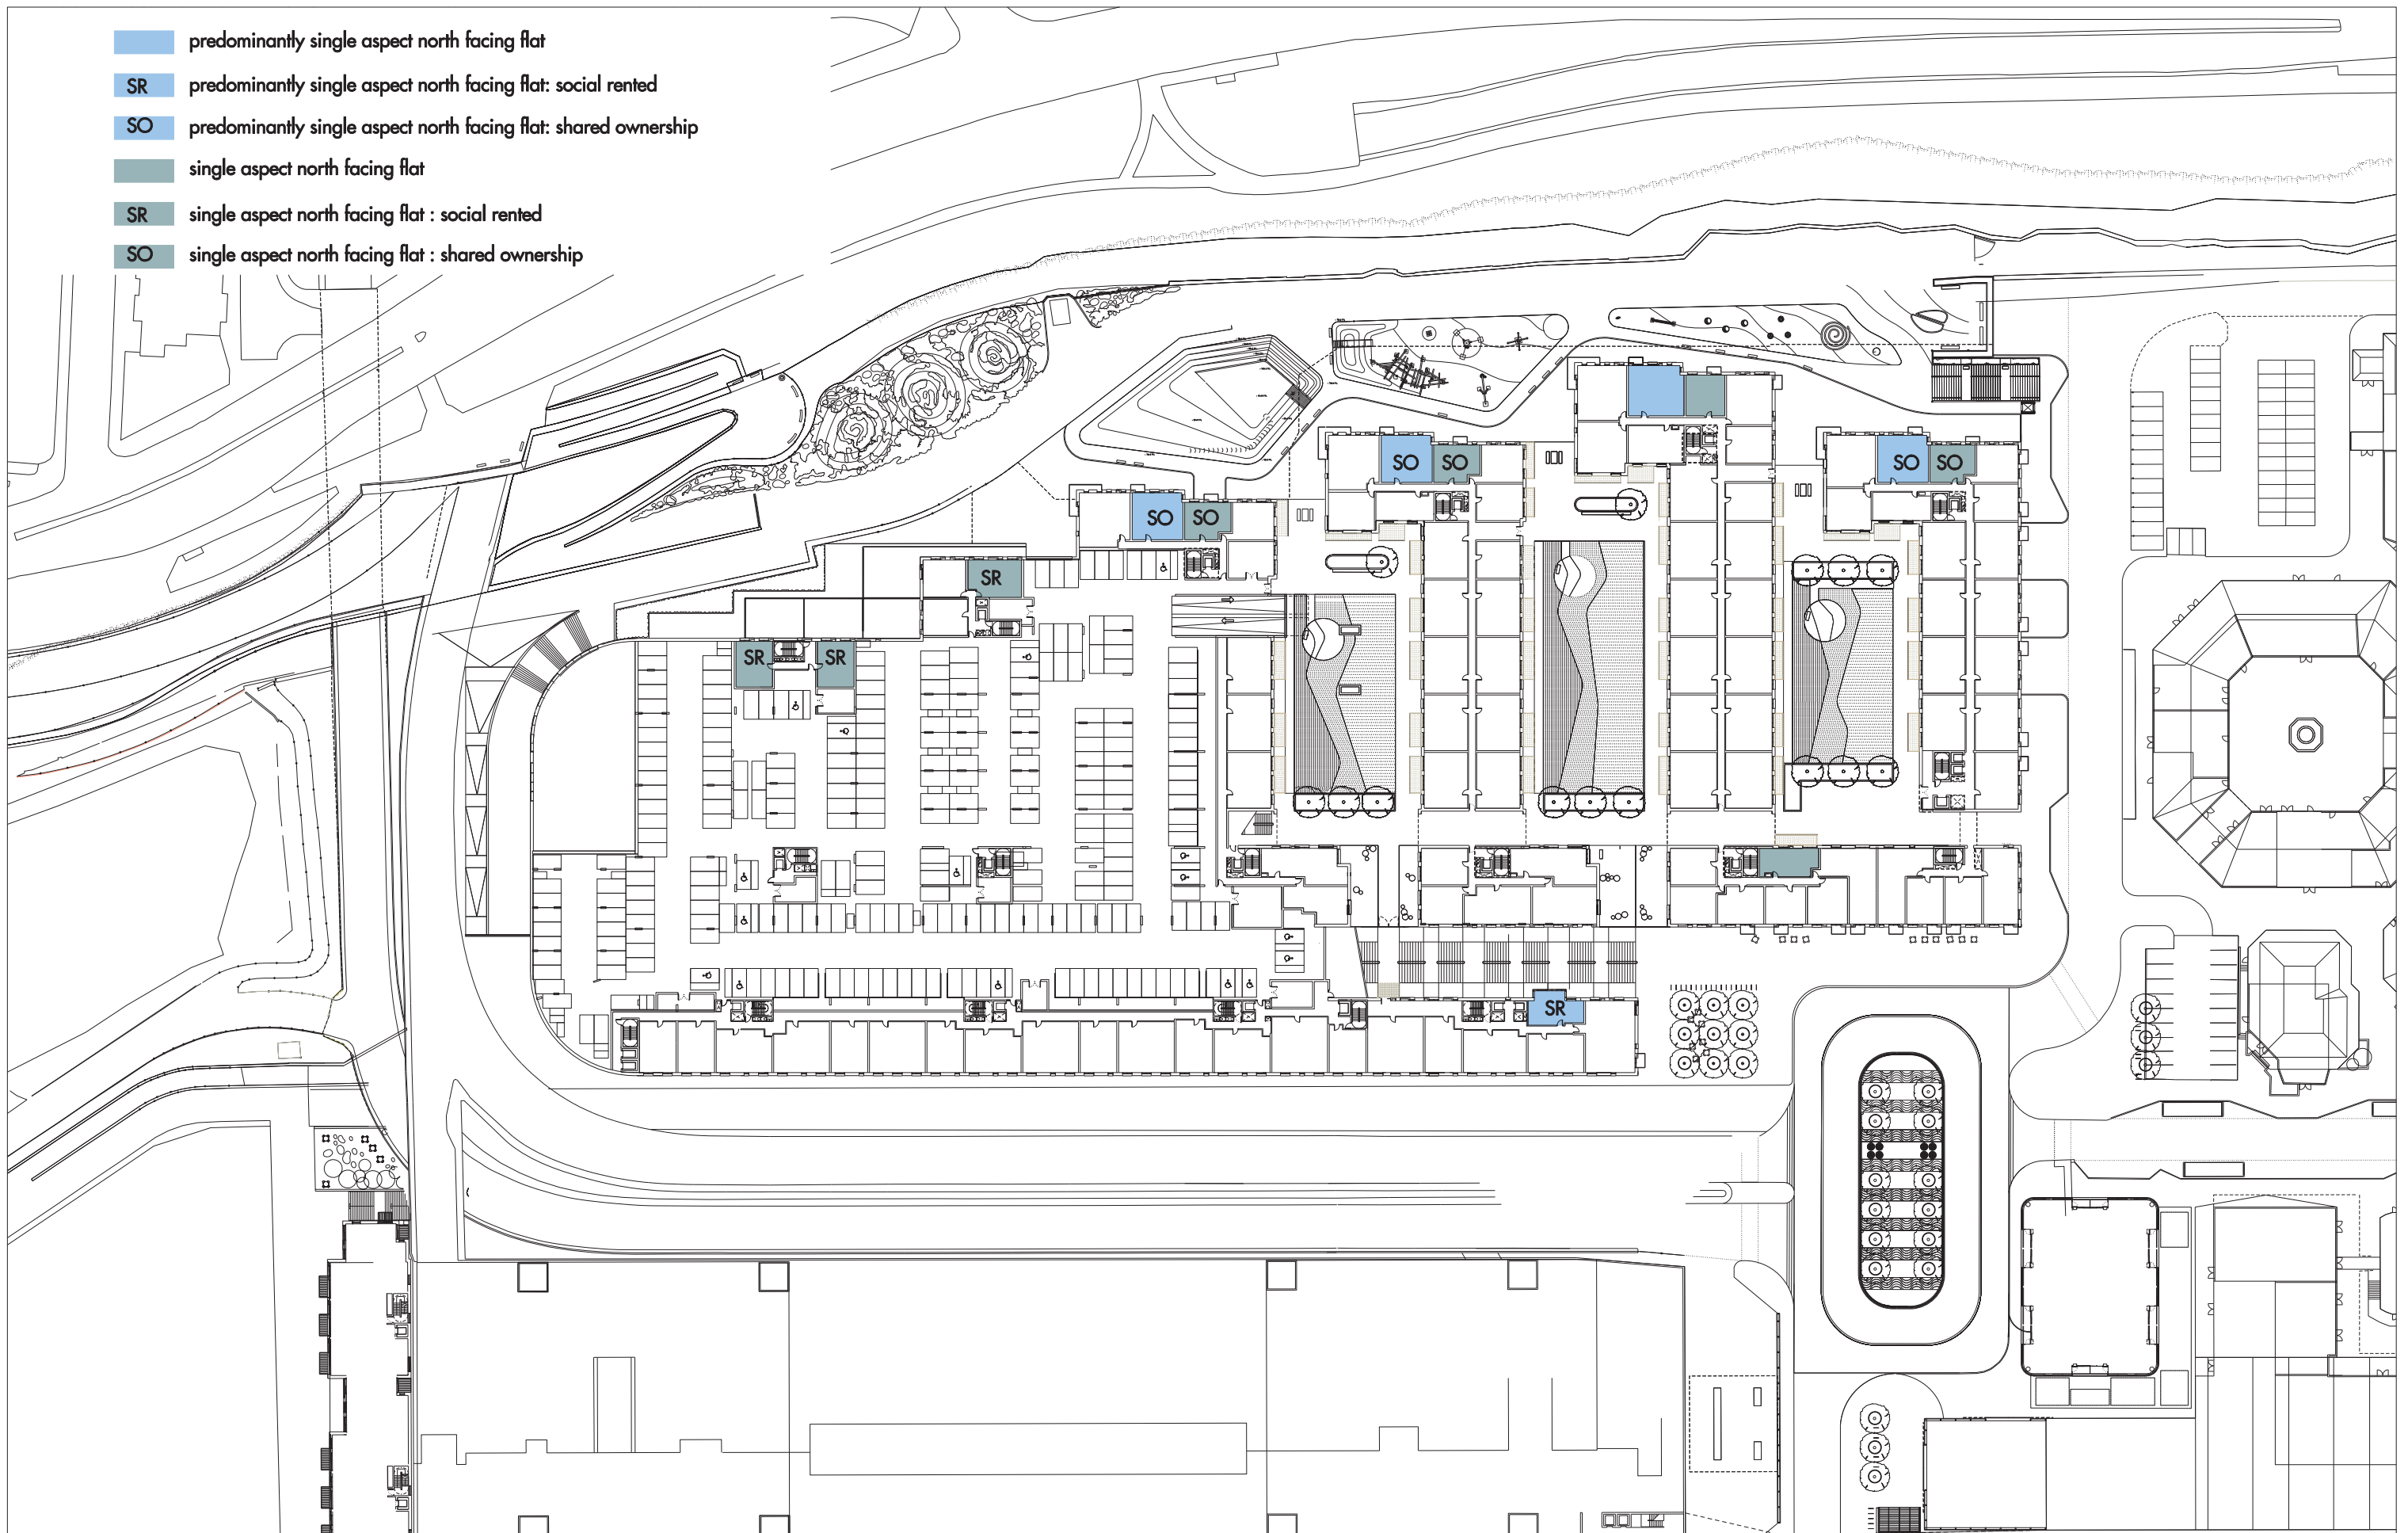 predominantly single aspect north facing flat
SR predominantly single aspect north facing flat: social rented
SO predominantly single aspect north facing flat: shared ownership
single aspect north facing flat
SR single aspect north facing flat : social rented
SO single aspect north facing flat : shared ownership
SO SO
SO SO
SO SO
SR
SR SR
SR